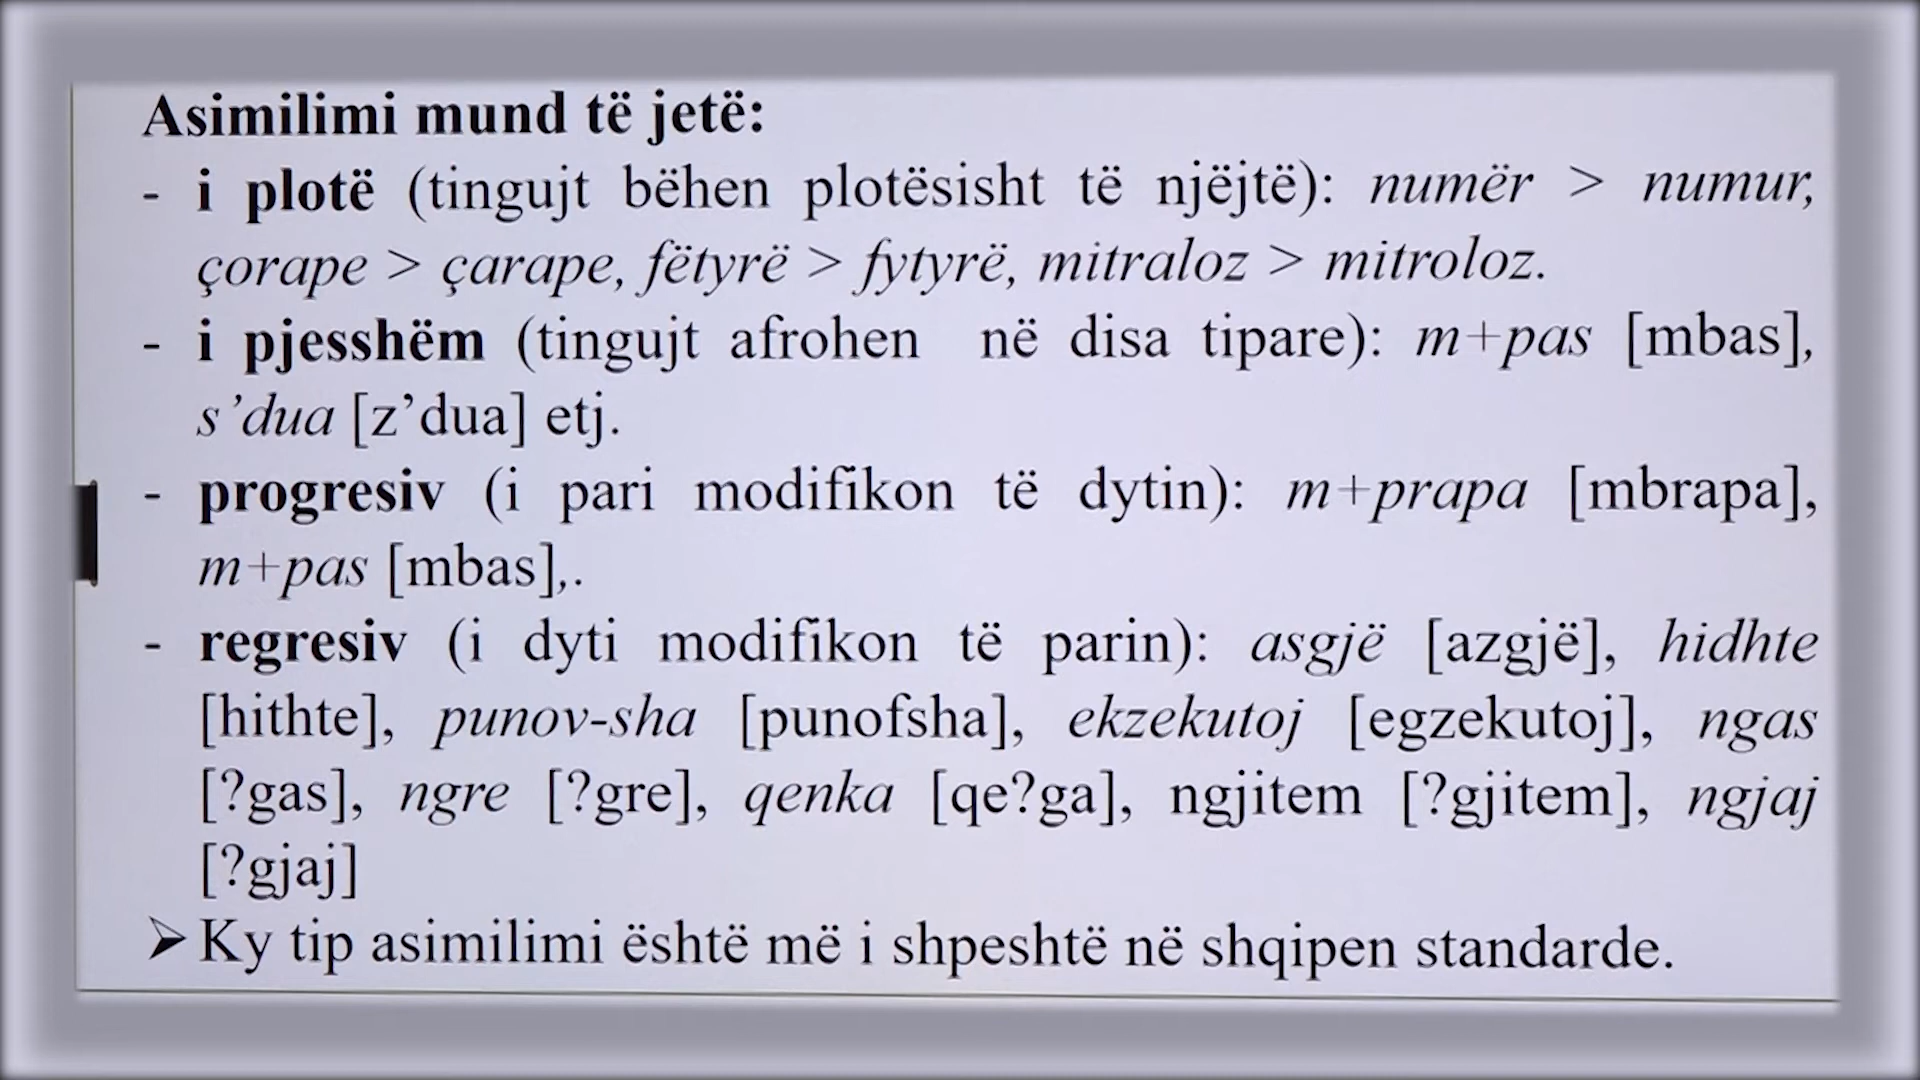 Asimilimi mund të jetë:
- i plotë (tingujt bëhen plotësisht të njëjtë): numër > numur,
çorape > çarape, fëtyrë > fytyrë, mitraloz > mitroloz.
- i pjesshëm (tingujt afrohen në disa tipare): m+pas [mbas],
s’dua [z’dua] etj.
- progresiv (i pari modifikon të dytin): m+prapa [mbrapa],
m+pas [mbas],.
- regresiv (i dyti modifikon të parin): asgjë [azgjë], hidhte
[hithte], punov-sha [punofsha], ekzekutoj [egzekutoj], ngas
[?gas], ngre [?gre], qenka [qe?ga], ngjitem [?gjitem], ngjaj
[?gjaj]
➢ Ky tip asimilimi është më i shpeshtë në shqipen standarde.